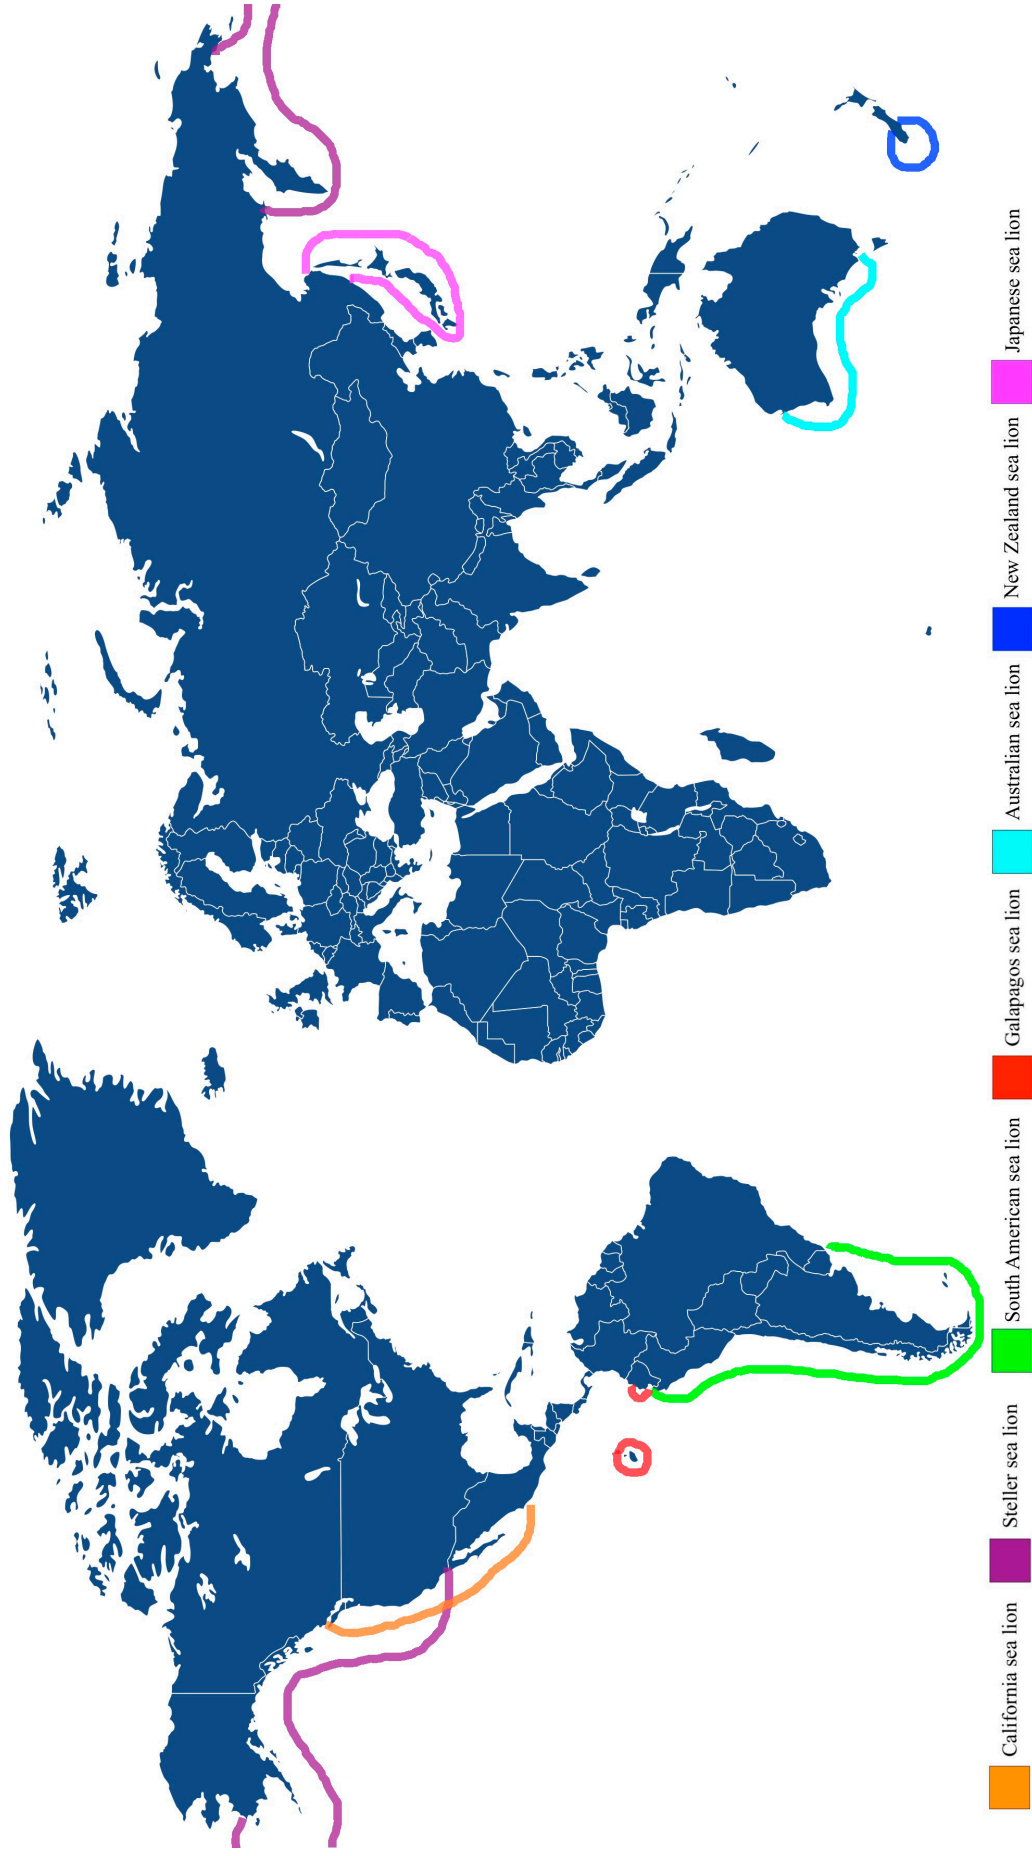 California sea lion
Steller sea lion
South American sea lion
Galapagos sea lion
Australian sea lion
New Zealand sea lion
Japanese sea lion